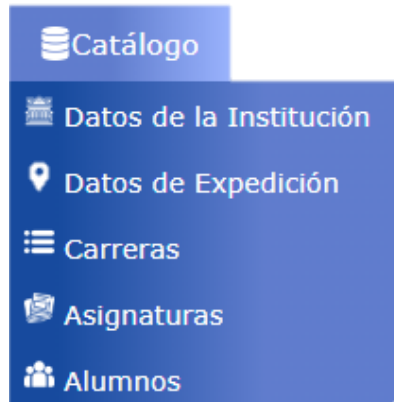 Catálogo
Datos de la Institución
Datos de Expedición
Carreras
Asignaturas
Alumnos